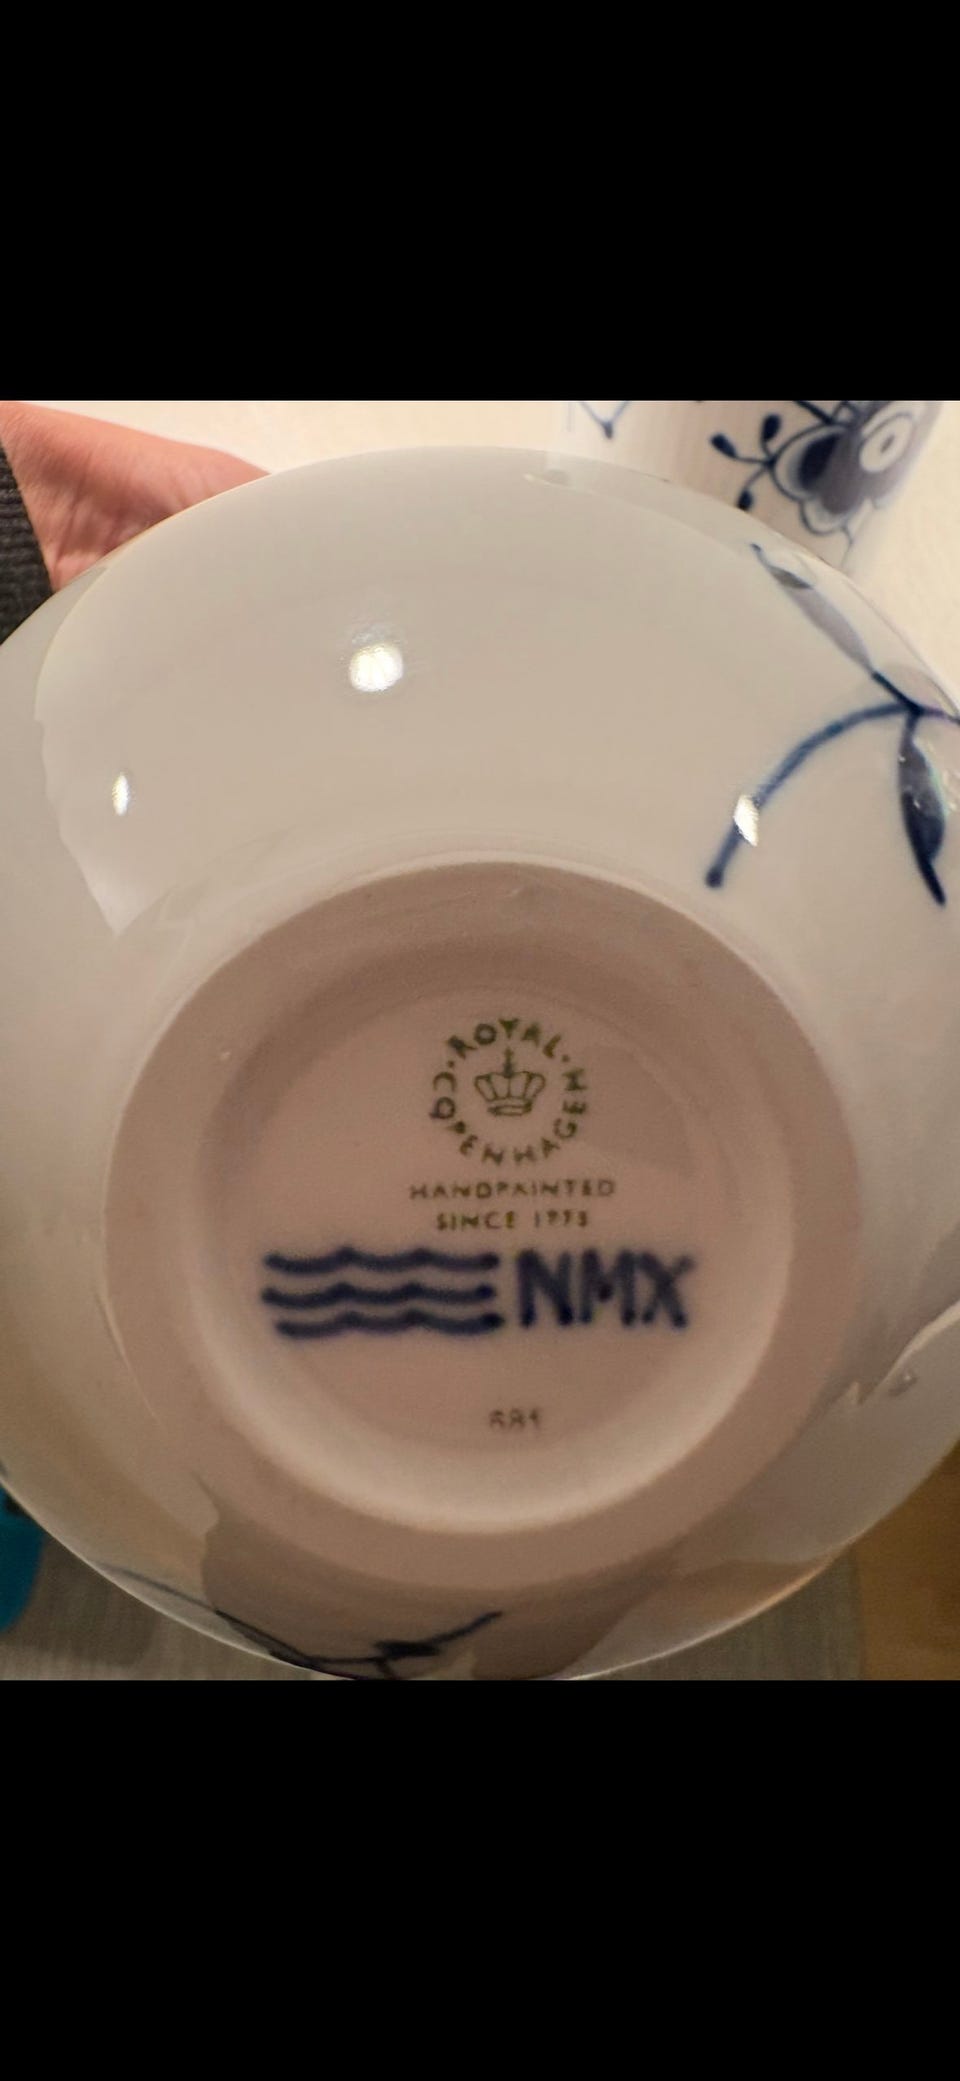 ROYAL · COPENHAGEN ·
HANDPAINTED
SINCE 1775
NMX